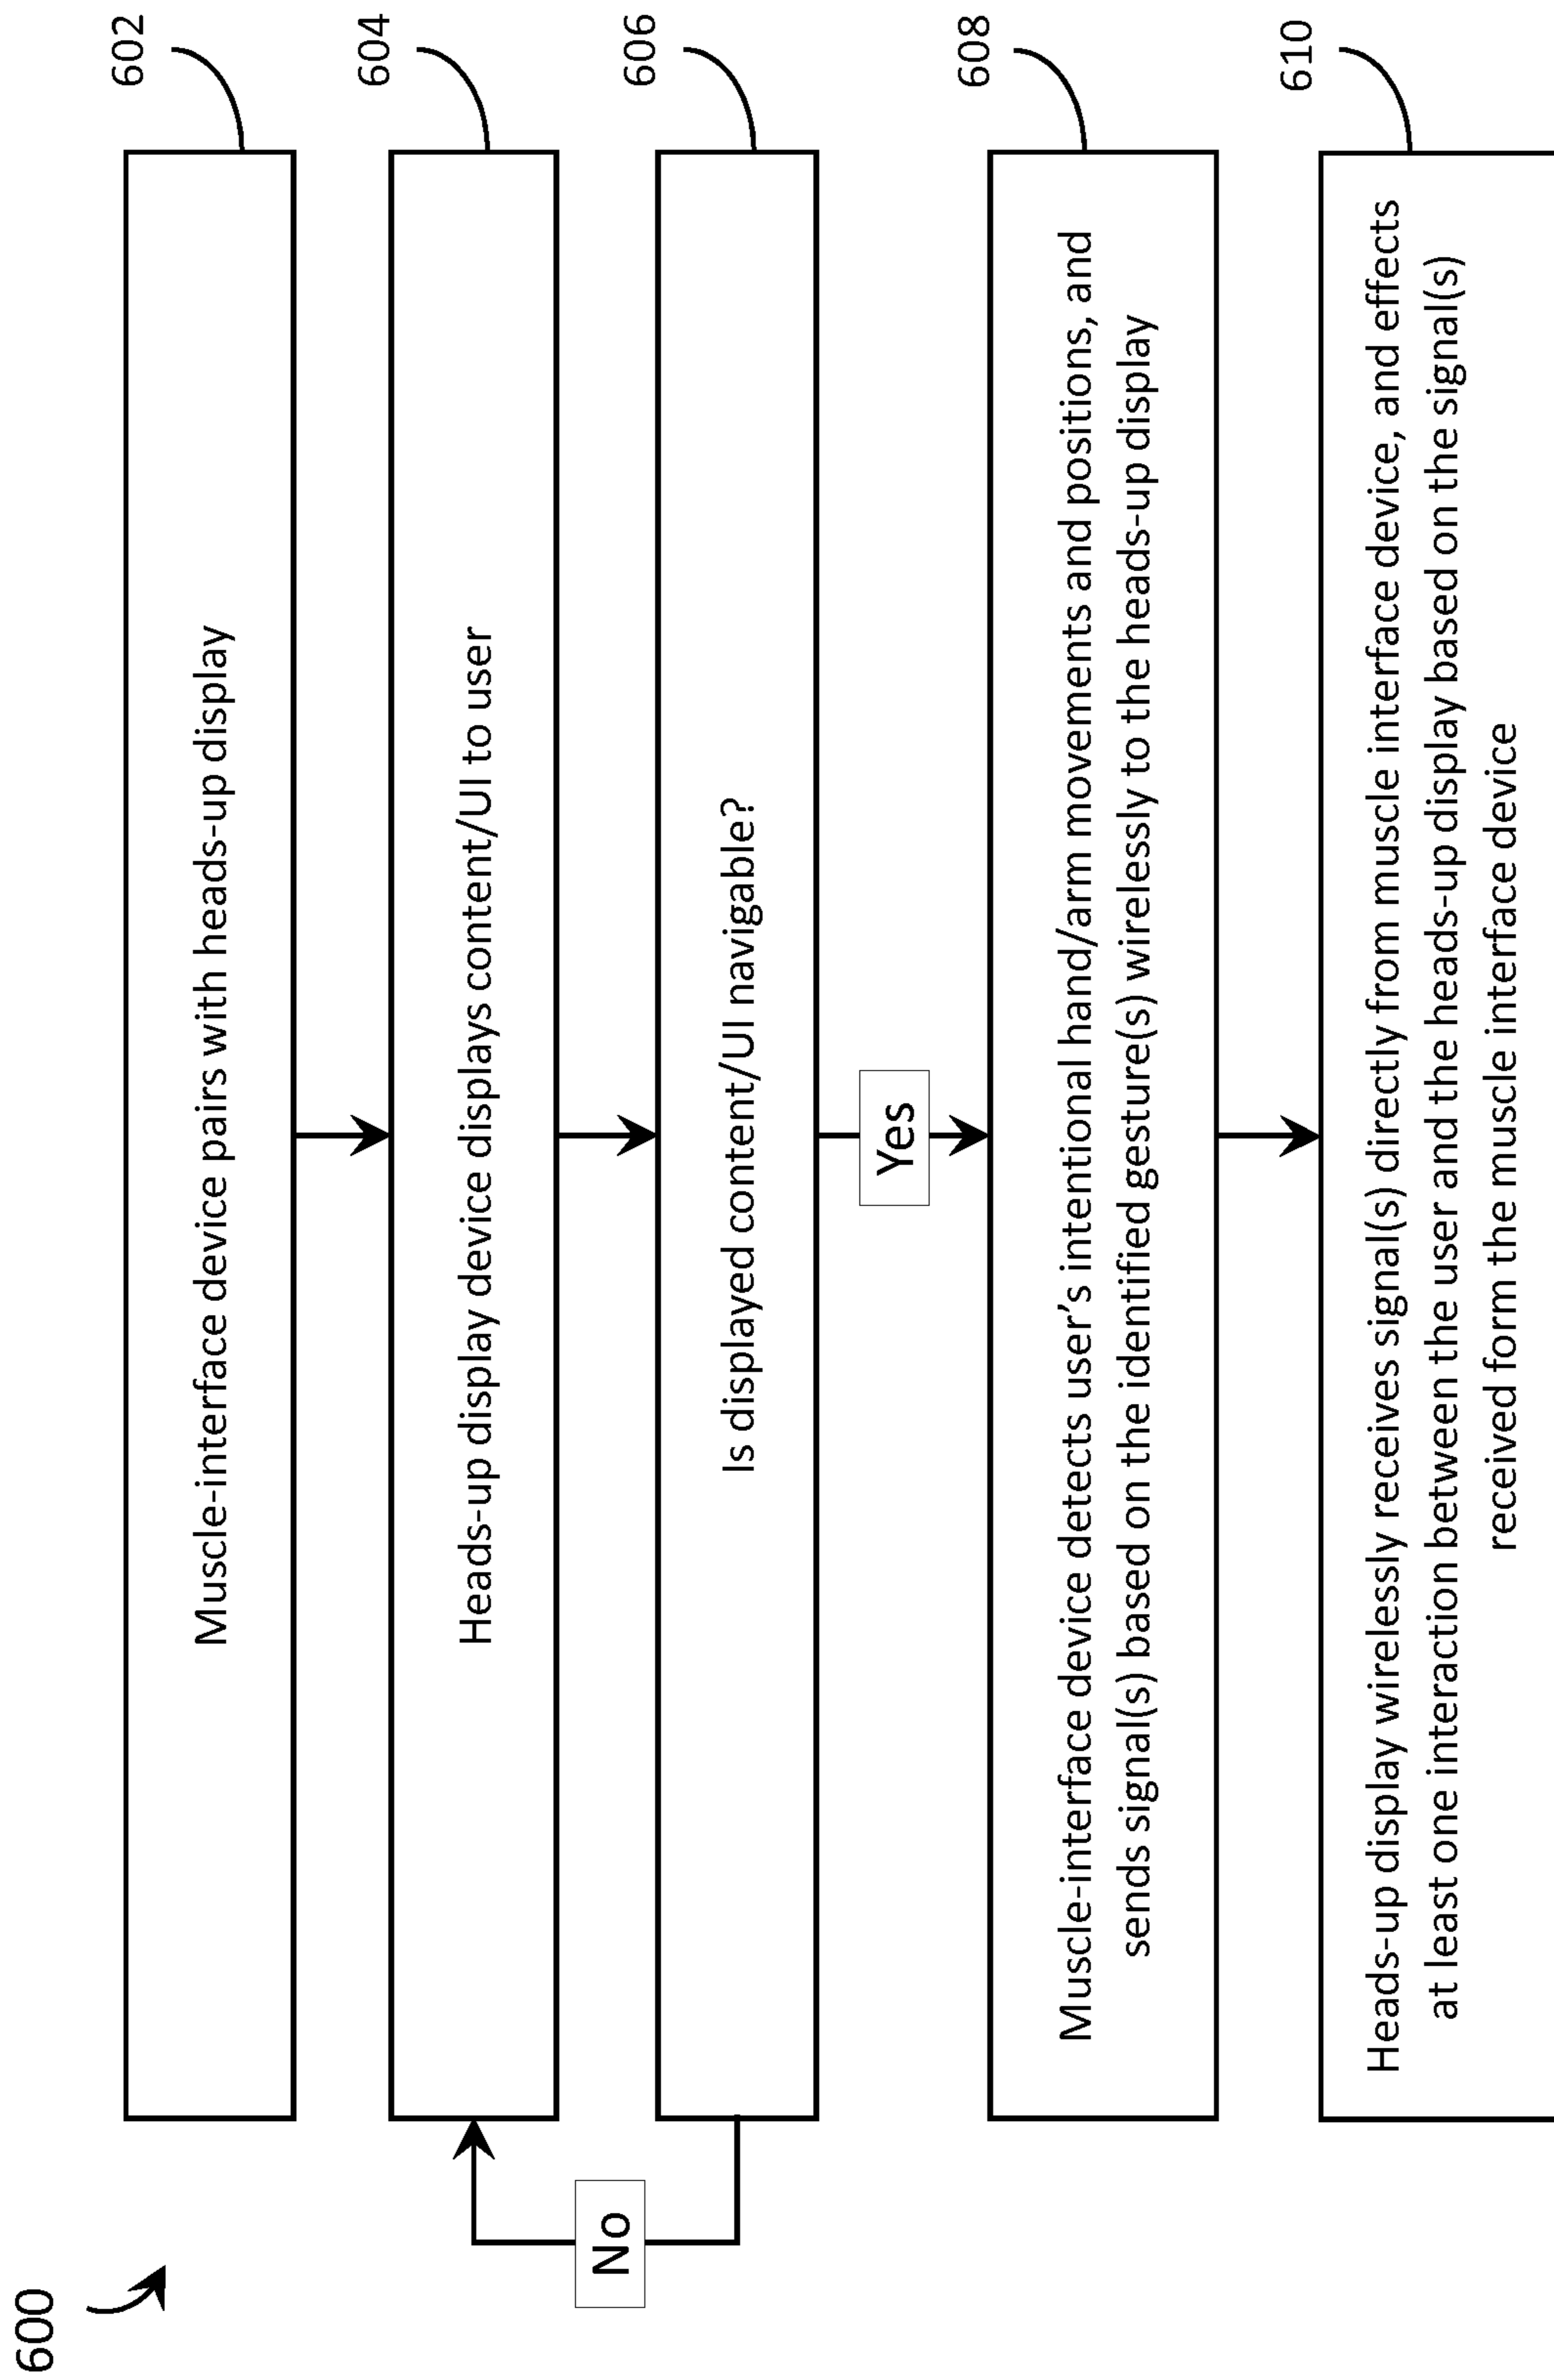 600
602
Muscle-interface device pairs with heads-up display
604
Heads-up display device displays content/UI to user
606
Is displayed content/UI navigable?
No
Yes
608
Muscle-interface device detects user’s intentional hand/arm movements and positions, and
sends signal(s) based on the identified gesture(s) wirelessly to the heads-up display
610
Heads-up display wirelessly receives signal(s) directly from muscle interface device, and effects
at least one interaction between the user and the heads-up display based on the signal(s)
received form the muscle interface device